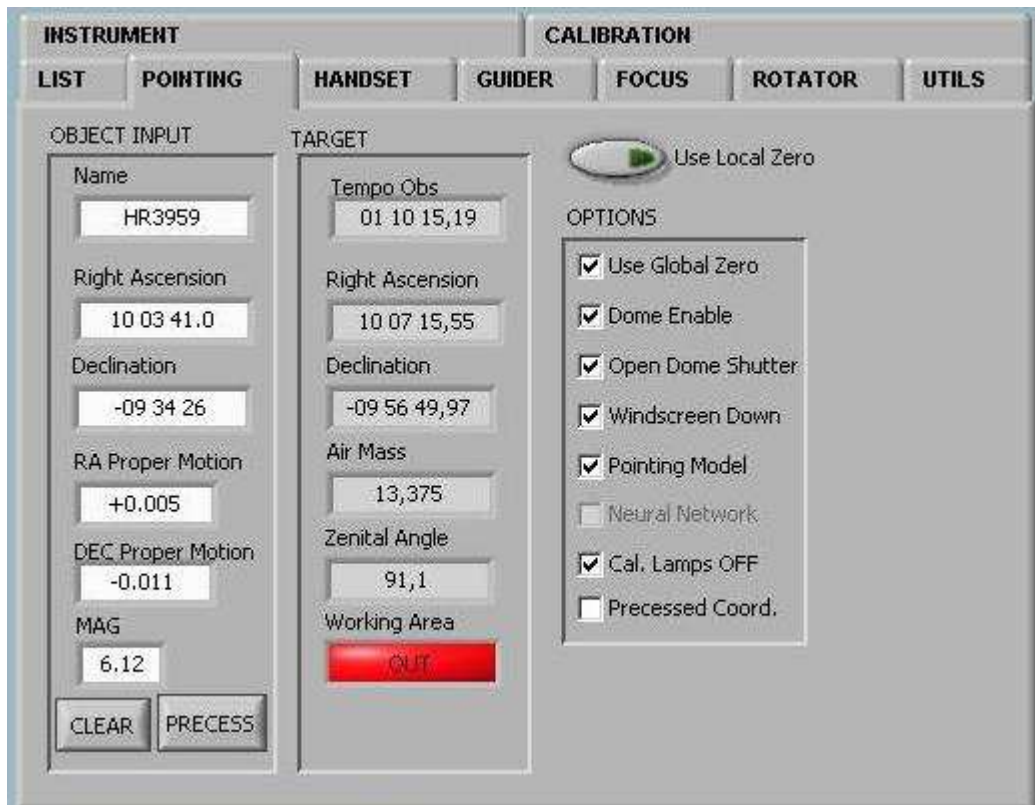 INSTRUMENT
CALIBRATION
LIST
POINTING
HANDSET
GUIDER
FOCUS
ROTATOR
UTILS
OBJECT INPUT
Name
HR3959
Right Ascension
10 03 41.0
Declination
-09 34 26
RA Proper Motion
+0.005
DEC Proper Motion
-0.011
MAG
6.12
CLEAR
PRECESS
TARGET
Tempo Obs
01 10 15,19
Right Ascension
10 07 15,55
Declination
-09 56 49,97
Air Mass
13,375
Zenital Angle
91,1
Working Area
OUT
Use Local Zero
OPTIONS
Use Global Zero
Dome Enable
Open Dome Shutter
Windscreen Down
Pointing Model
Neural Network
Cal. Lamps OFF
Precessed Coord.